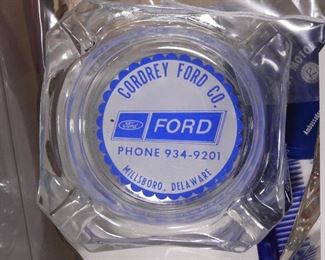 CORDREY FORD CO.
Ford FORD
PHONE 934-9201
MILLSBORO, DELAWARE